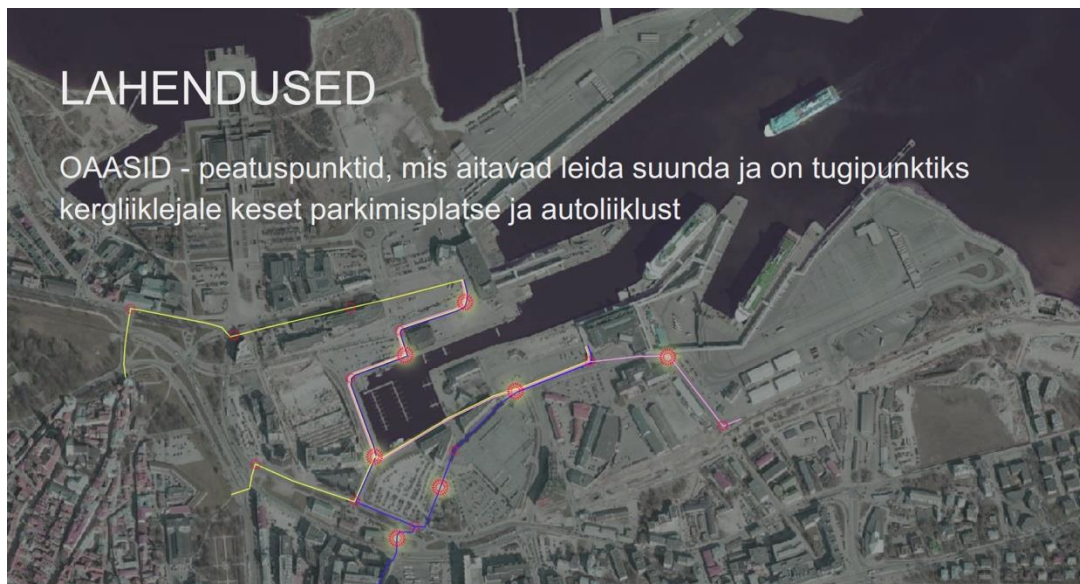 LAHENDUSED
OAASID - peatuspunktid, mis aitavad leida suunda ja on tugipunktiks
kergliiklejale keset parkimisplatse ja autoliiklust